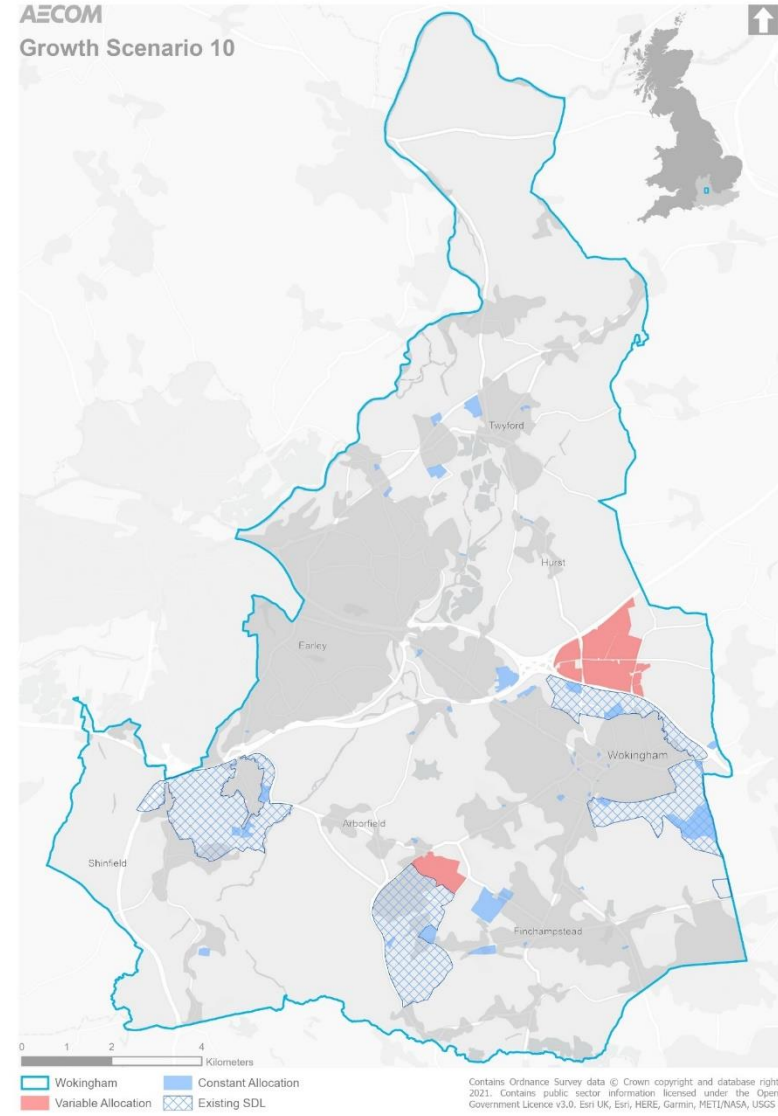 AECOM
Growth Scenario 10
Twyford
Hurst
Earley
Wokingham
Arborfield
Shinfield
Finchampstead
0 1 2 4
Kilometers
Wokingham
Constant Allocation
Variable Allocation
Existing SDL
Contains Ordnance Survey data © Crown copyright and database right
2021. Contains public sector information licensed under the Open
Government Licence v3.0. Esri UK, Esri, HERE, Garmin, METI/NASA, USGS